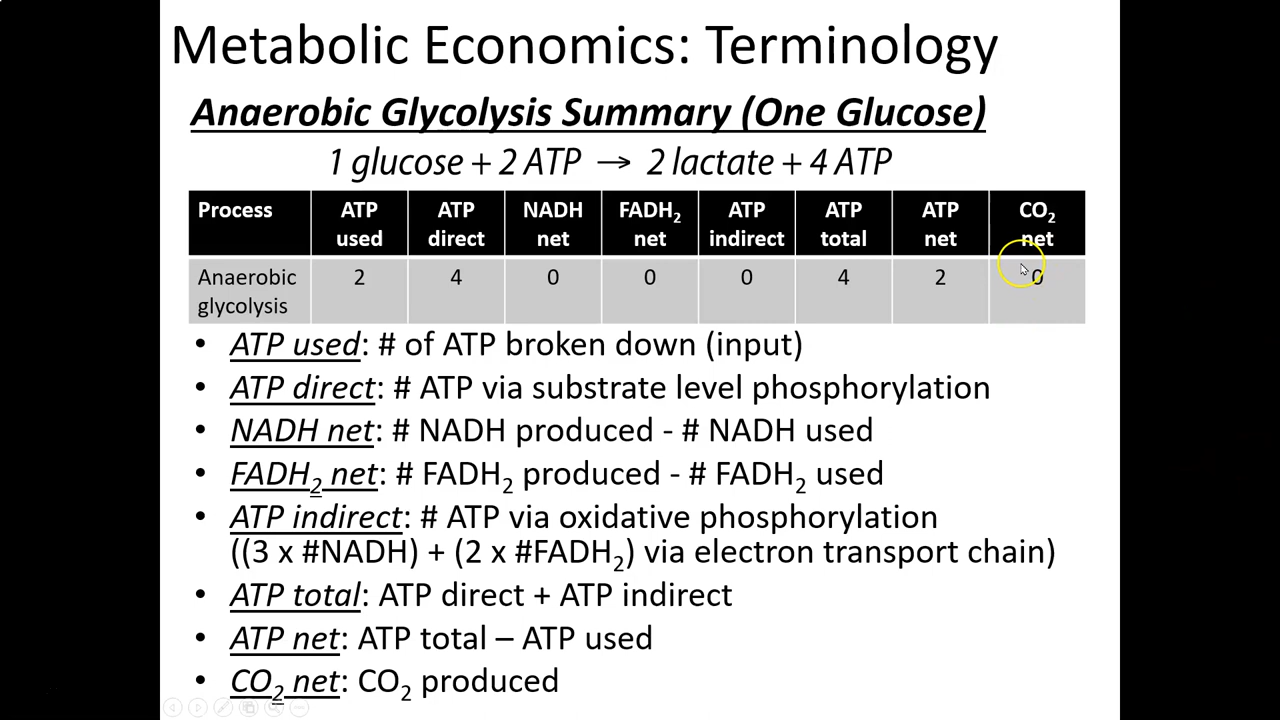 Metabolic Economics: Terminology
Anaerobic Glycolysis Summary (One Glucose)
1 glucose + 2 ATP → 2 lactate + 4 ATP
Process ATP used ATP direct NADH net FADH₂ net ATP indirect ATP total ATP net CO₂ net
Anaerobic glycolysis 2 4 0 0 0 4 2 0
• ATP used: # of ATP broken down (input)
• ATP direct: # ATP via substrate level phosphorylation
• NADH net: # NADH produced - # NADH used
• FADH₂ net: # FADH₂ produced - # FADH₂ used
• ATP indirect: # ATP via oxidative phosphorylation
((3 x #NADH) + (2 x #FADH₂) via electron transport chain)
• ATP total: ATP direct + ATP indirect
• ATP net: ATP total – ATP used
• CO₂ net: CO₂ produced